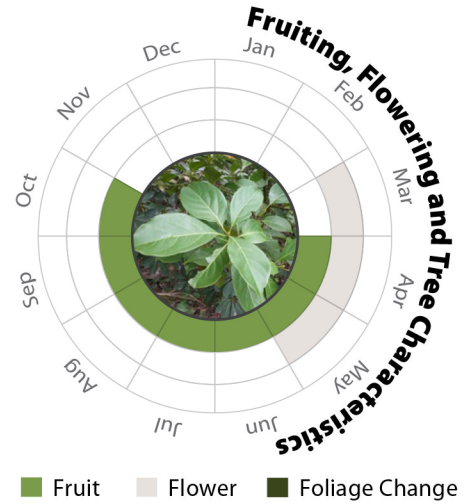 Fruiting, Flowering and Tree Characteristics
Jan
Feb
Mar
Apr
May
Jun
Jul
Aug
Sep
Oct
Nov
Dec
Fruit
Flower
Foliage Change